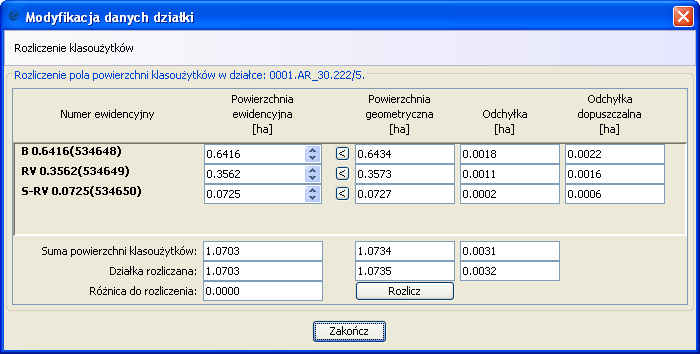 Modyfikacja danych działki
Rozliczenie klasoużytków
Rozliczenie pola powierzchni klasoużytków w działce: 0001.AR_30.222/5.
Numer ewidencyjny
Powierzchnia ewidencyjna [ha]
Powierzchnia geometryczna [ha]
Odchyłka [ha]
Odchyłka dopuszczalna [ha]
B 0.6416(534648) 0.6416 < 0.6434 0.0018 0.0022
RV 0.3562(534649) 0.3562 < 0.3573 0.0011 0.0016
S-RV 0.0725(534650) 0.0725 < 0.0727 0.0002 0.0006
Suma powierzchni klasoużytków: 1.0703 1.0734 0.0031
Działka rozliczana: 1.0703 1.0735 0.0032
Różnica do rozliczenia: 0.0000 Rozlicz
Zakończ